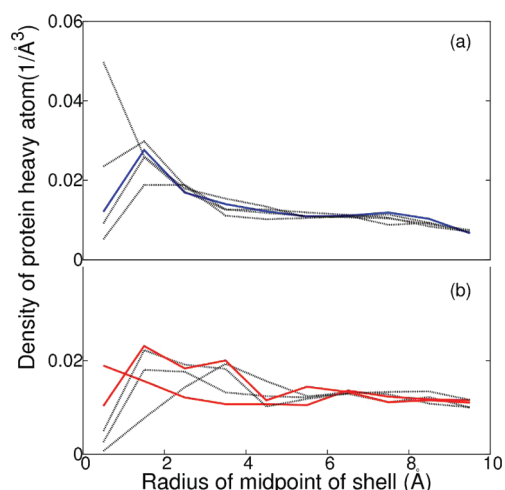 Density of protein heavy atom(1/Å³)
0.06
(a)
0.04
0.02
0
(b)
0.02
0
0 2 4 6 8 10
Radius of midpoint of shell (Å)